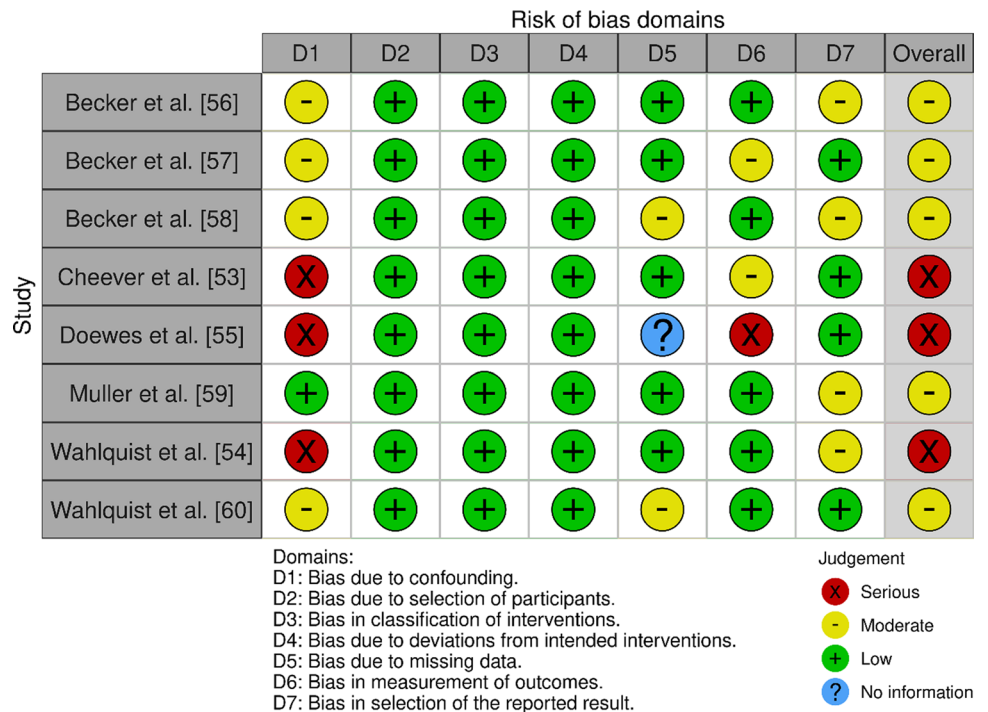 Risk of bias domains
D1 D2 D3 D4 D5 D6 D7 Overall
Study
Becker et al. [56] - + + + + + - -
Becker et al. [57] - + + + + - + -
Becker et al. [58] - + + + - + - -
Cheever et al. [53] X + + + + - + X
Doewes et al. [55] X + + + ? X + X
Muller et al. [59] + + + + + + - -
Wahlquist et al. [54] X + + + + + - X
Wahlquist et al. [60] - + + + - + + -
Domains:
D1: Bias due to confounding.
D2: Bias due to selection of participants.
D3: Bias in classification of interventions.
D4: Bias due to deviations from intended interventions.
D5: Bias due to missing data.
D6: Bias in measurement of outcomes.
D7: Bias in selection of the reported result.
Judgement
X Serious
- Moderate
+ Low
? No information